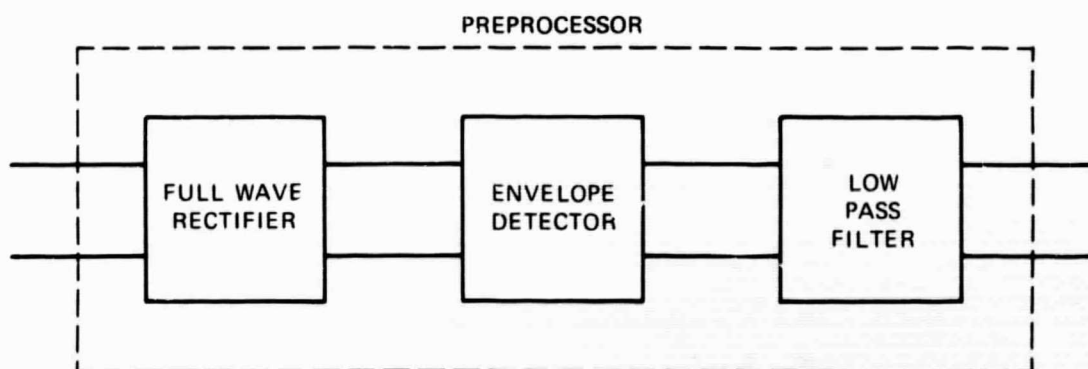 PREPROCESSOR
FULL WAVE
RECTIFIER
ENVELOPE
DETECTOR
LOW
PASS
FILTER